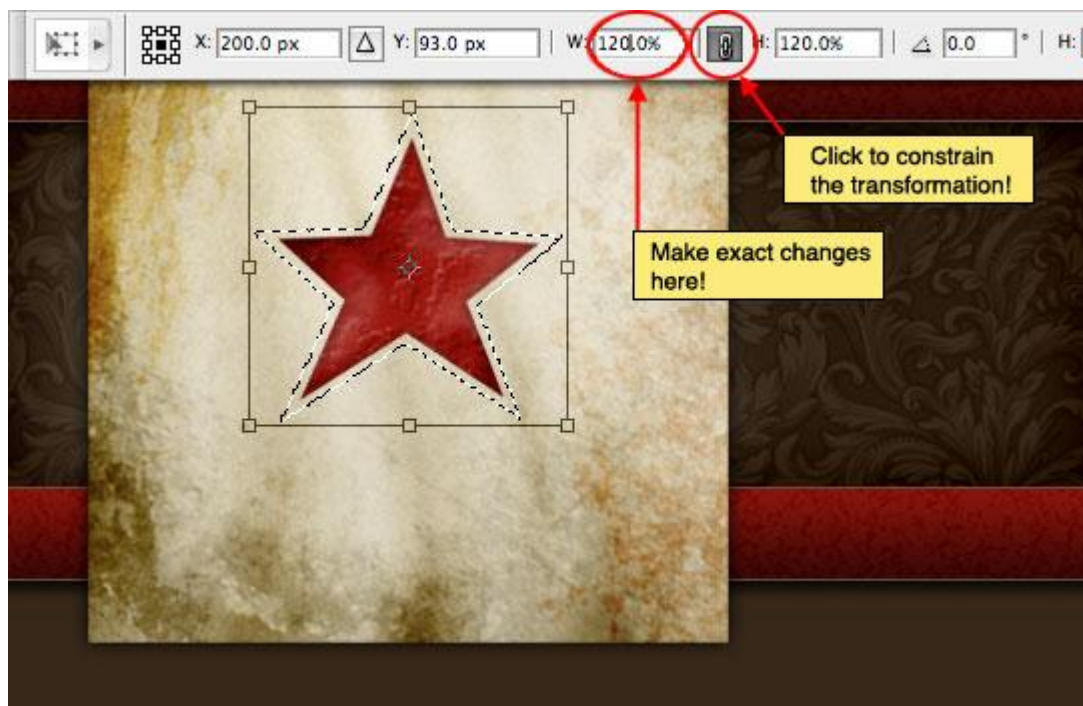 X: 200.0 px Y: 93.0 px W: 120.0% H: 120.0% 0.0 ° H:
Click to constrain
the transformation!
Make exact changes
here!